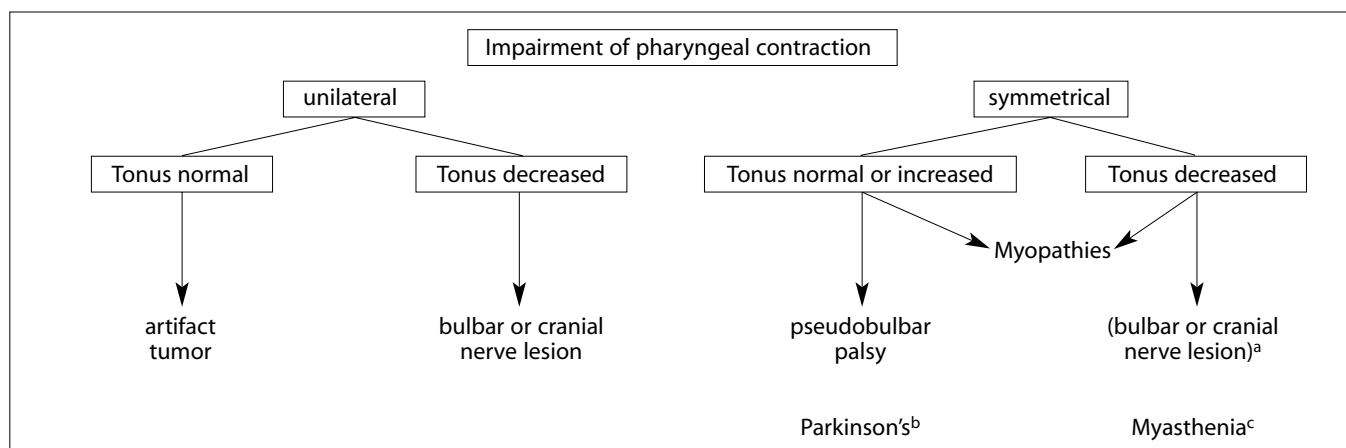 Impairment of pharyngeal contraction
unilateral
symmetrical
Tonus normal
Tonus decreased
Tonus normal or increased
Tonus decreased
Myopathies
artifact
tumor
bulbar or cranial
nerve lesion
pseudobulbar
palsy
(bulbar or cranial
nerve lesion)ᵃ
Parkinson'sᵇ
Myastheniaᶜ